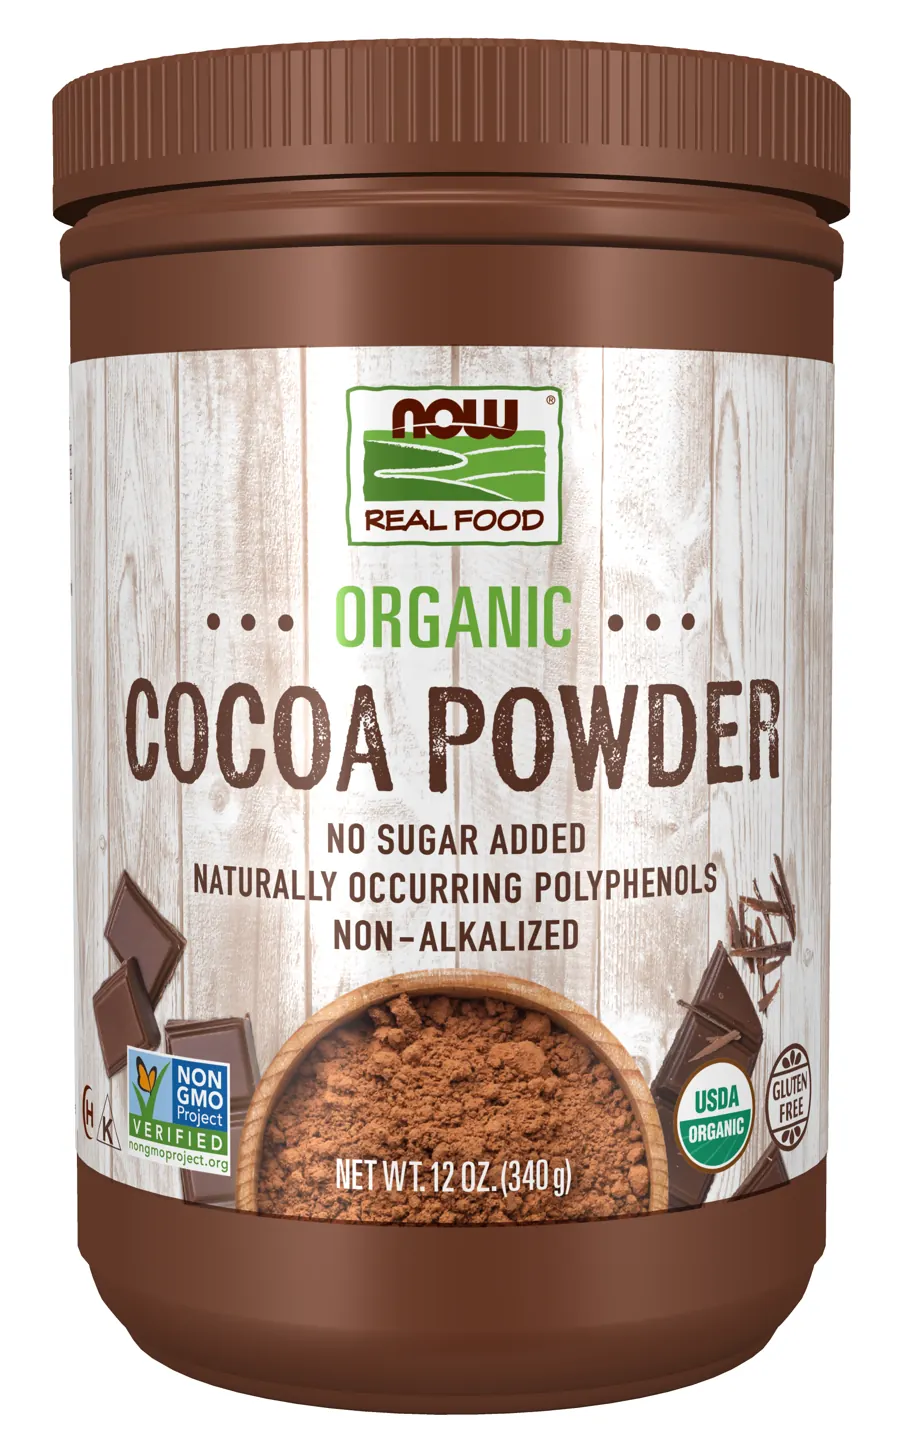 now®
REAL FOOD
ORGANIC
COCOA POWDER
NO SUGAR ADDED
NATURALLY OCCURRING POLYPHENOLS
NON-ALKALIZED
NON
GMO
Project
VERIFIED
nongmoproject.org
H K
USDA
ORGANIC
GLUTEN
FREE
NET WT. 12 OZ. (340 g)